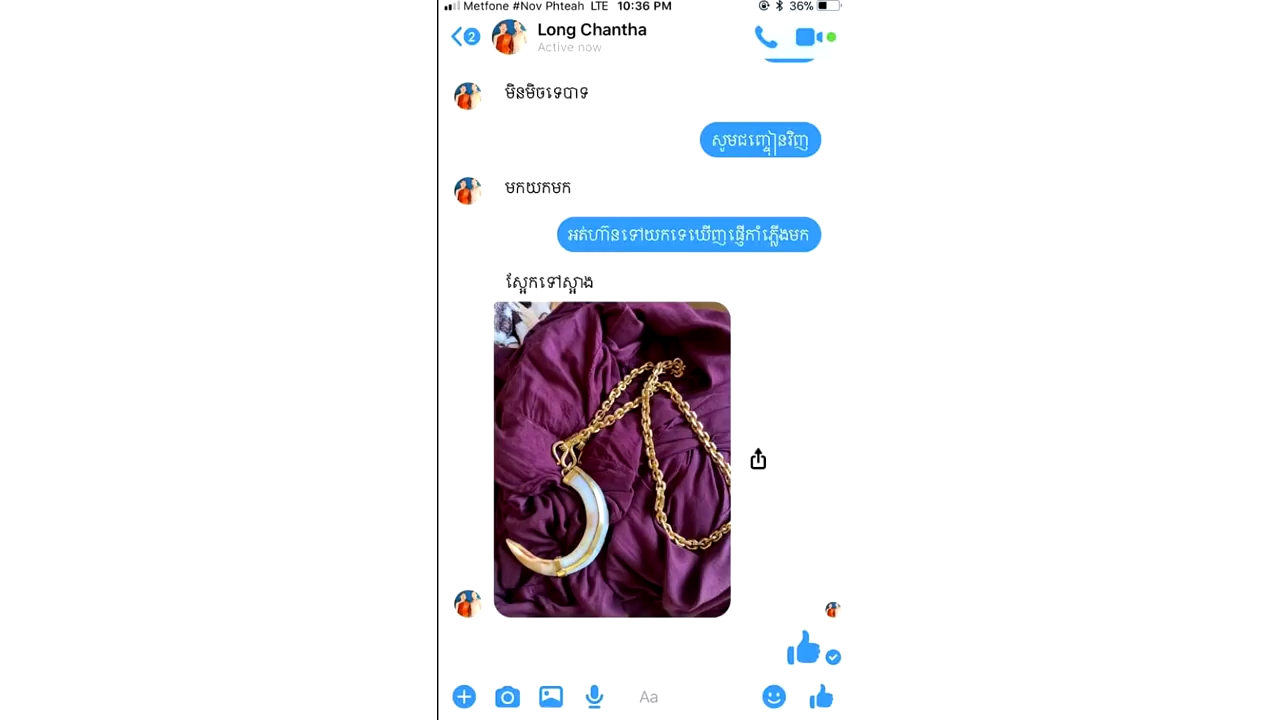 Metfone #Nov Phteah LTE 10:36 PM 36%
2 Long Chantha
Active now
មិនមិចទេបាទ
សូមជញ្ចៀនវិញ
មកយកមក
អត់ហ៊ានទៅយកទេឃើញផ្ញើកាំភ្លើងមក
ស្អែកទៅស្អាង
Aa